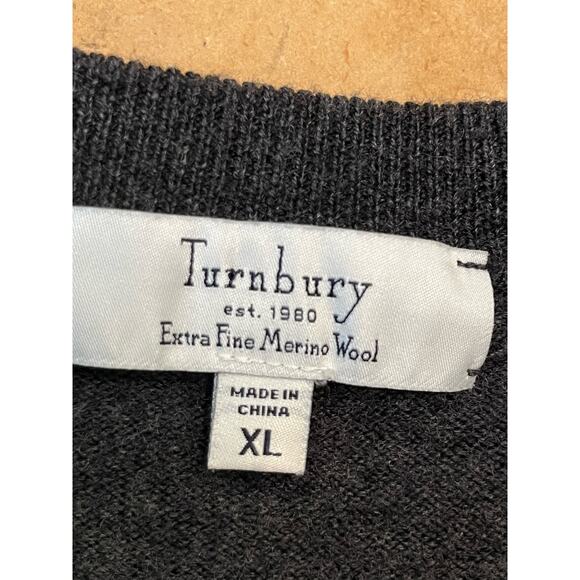 Turnbury
est. 1980
Extra Fine Merino Wool
MADE IN
CHINA
XL